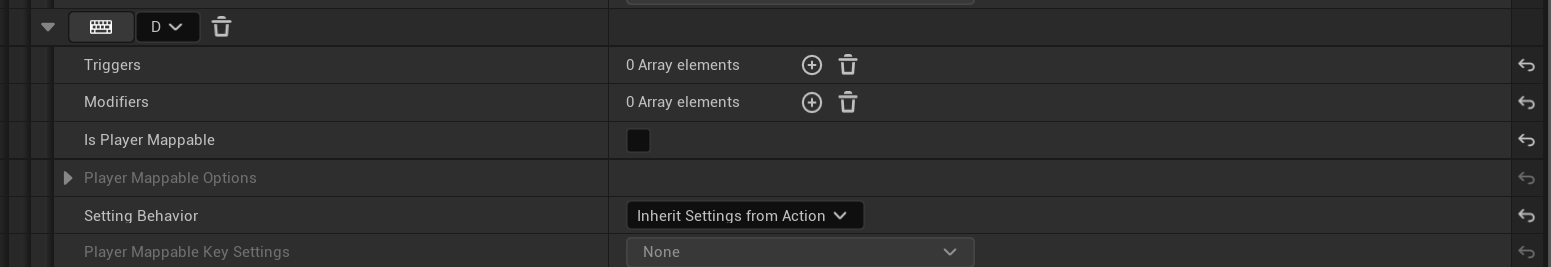 D
Triggers 0 Array elements
Modifiers 0 Array elements
Is Player Mappable
Player Mappable Options
Setting Behavior Inherit Settings from Action
Player Mappable Key Settings None